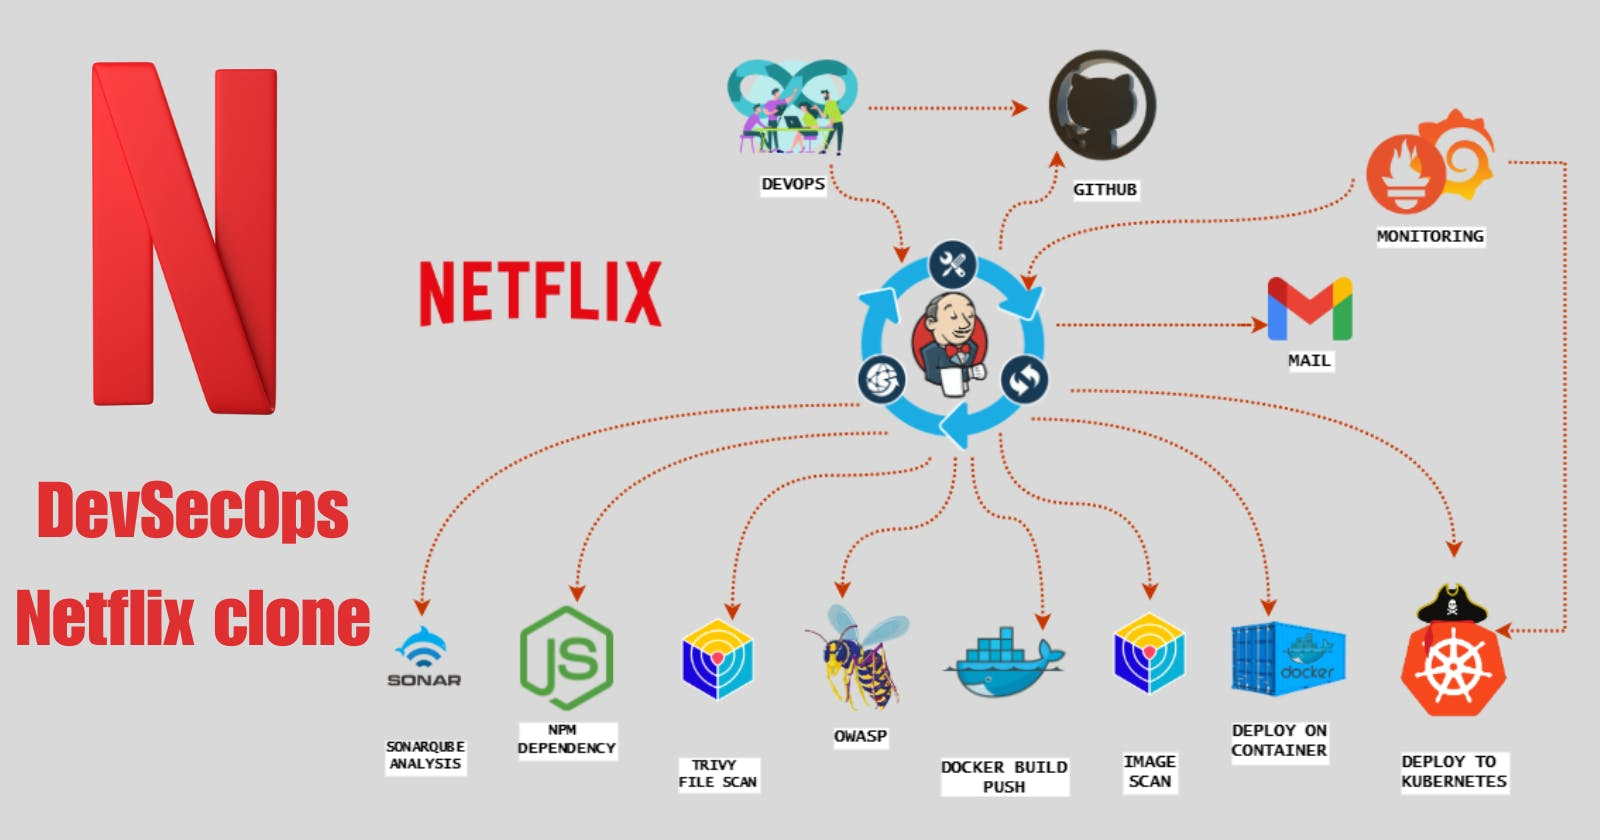 DEVOPS
GITHUB
MONITORING
NETFLIX
MAIL
DevSecOps
Netflix clone
SONAR
SONARQUBE
ANALYSIS
JS
NPM
DEPENDENCY
TRIVY
FILE SCAN
OWASP
DOCKER BUILD
PUSH
IMAGE
SCAN
docker
DEPLOY ON
CONTAINER
DEPLOY TO
KUBERNETES